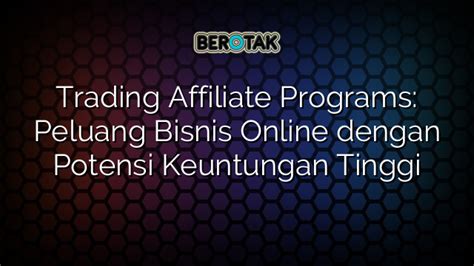 BEROTAK
Trading Affiliate Programs:
Peluang Bisnis Online dengan
Potensi Keuntungan Tinggi